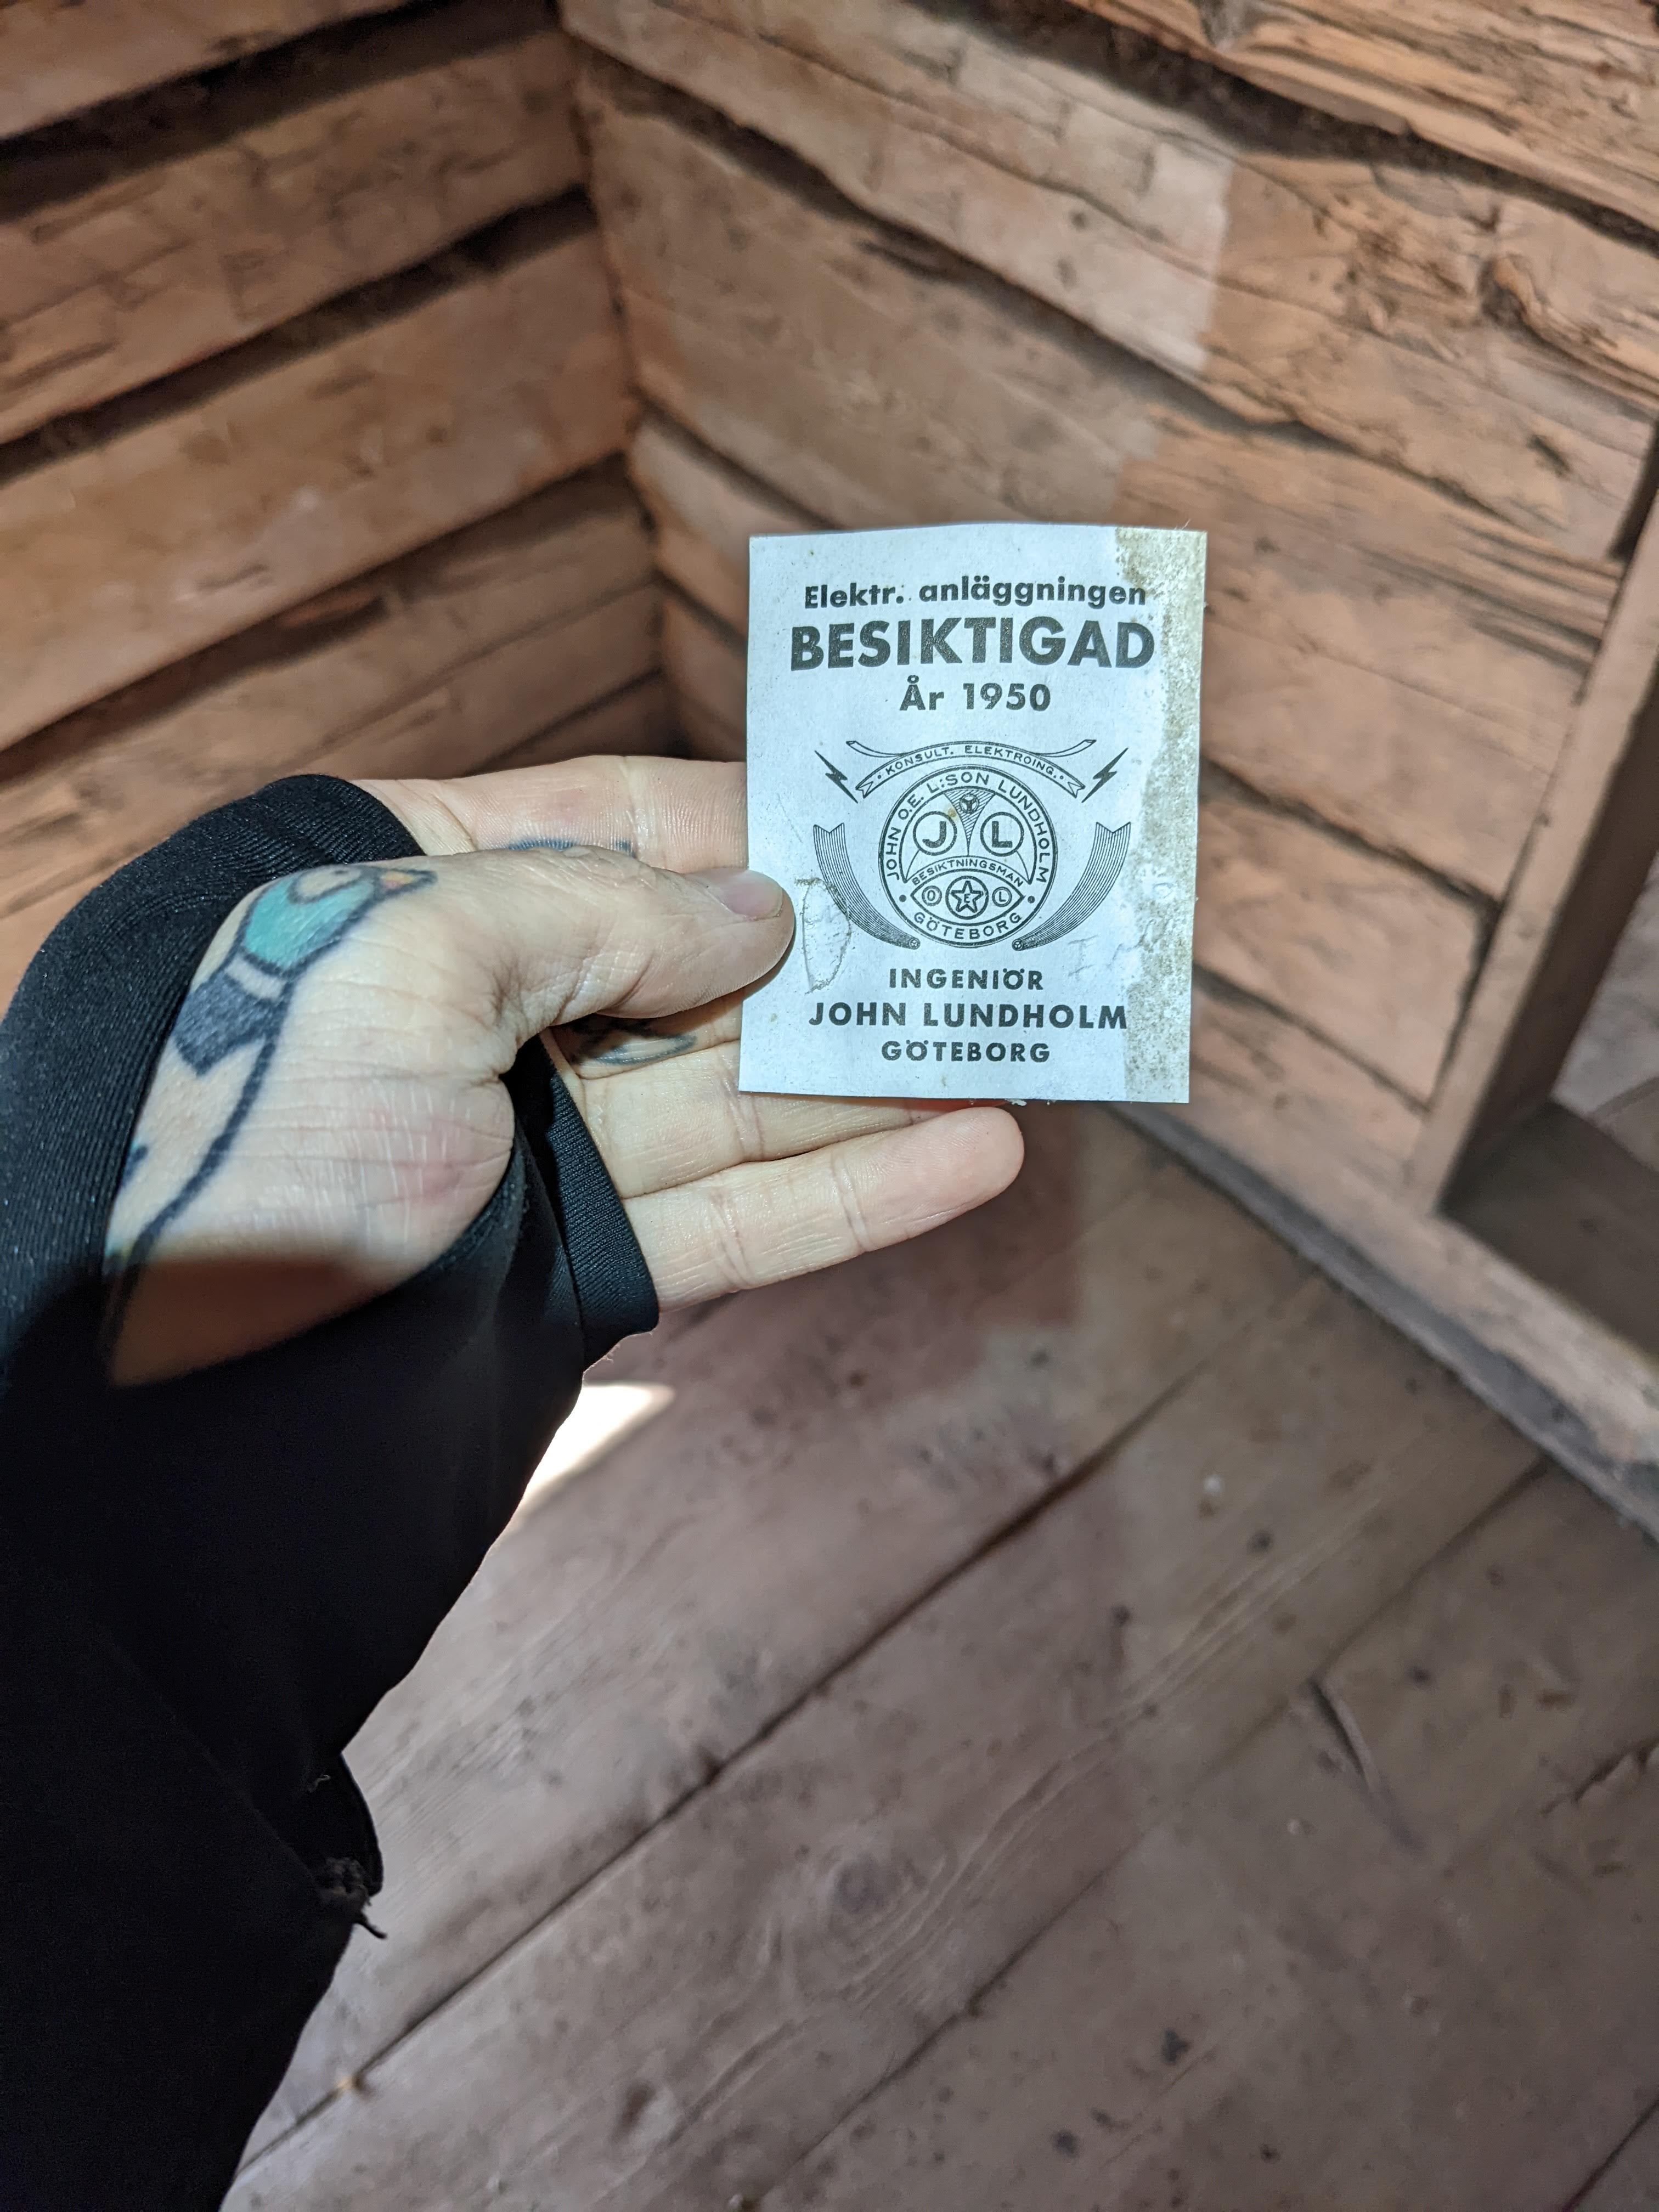 Elektr. anläggningen
BESIKTIGAD
År 1950
KONSULT. ELEKTROING.
JOHN O.E. L:SON LUNDHOLM
J L
BESIKTNINGSMAN
O E L
GÖTEBORG
INGENIÖR
JOHN LUNDHOLM
GÖTEBORG